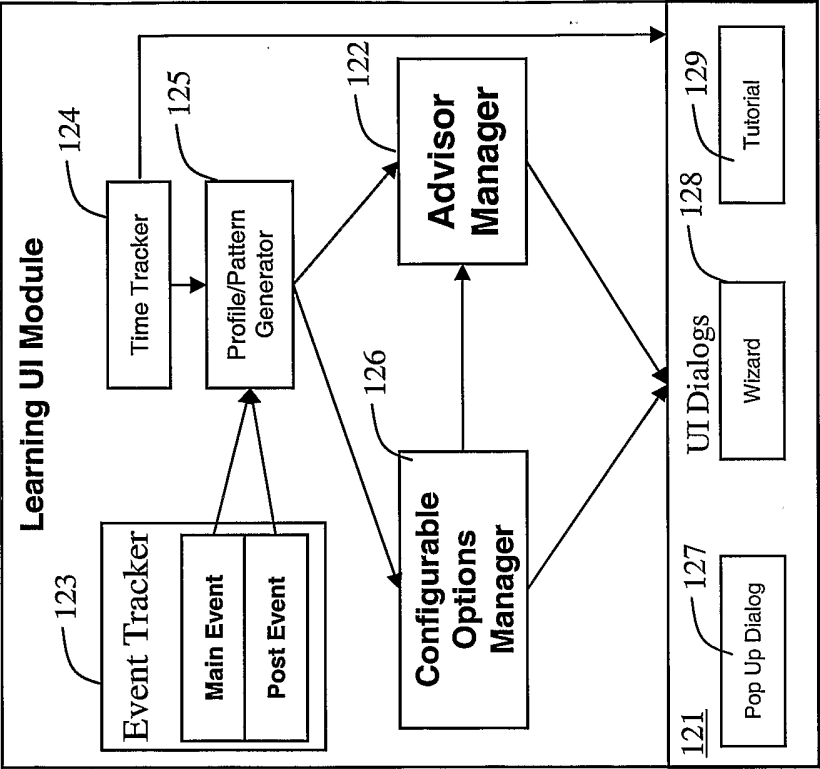 Learning UI Module
123
Event Tracker
Main Event
Post Event
124
Time Tracker
125
Profile/Pattern
Generator
126
Configurable
Options
Manager
122
Advisor
Manager
121
UI Dialogs
127
Pop Up Dialog
128
Wizard
129
Tutorial